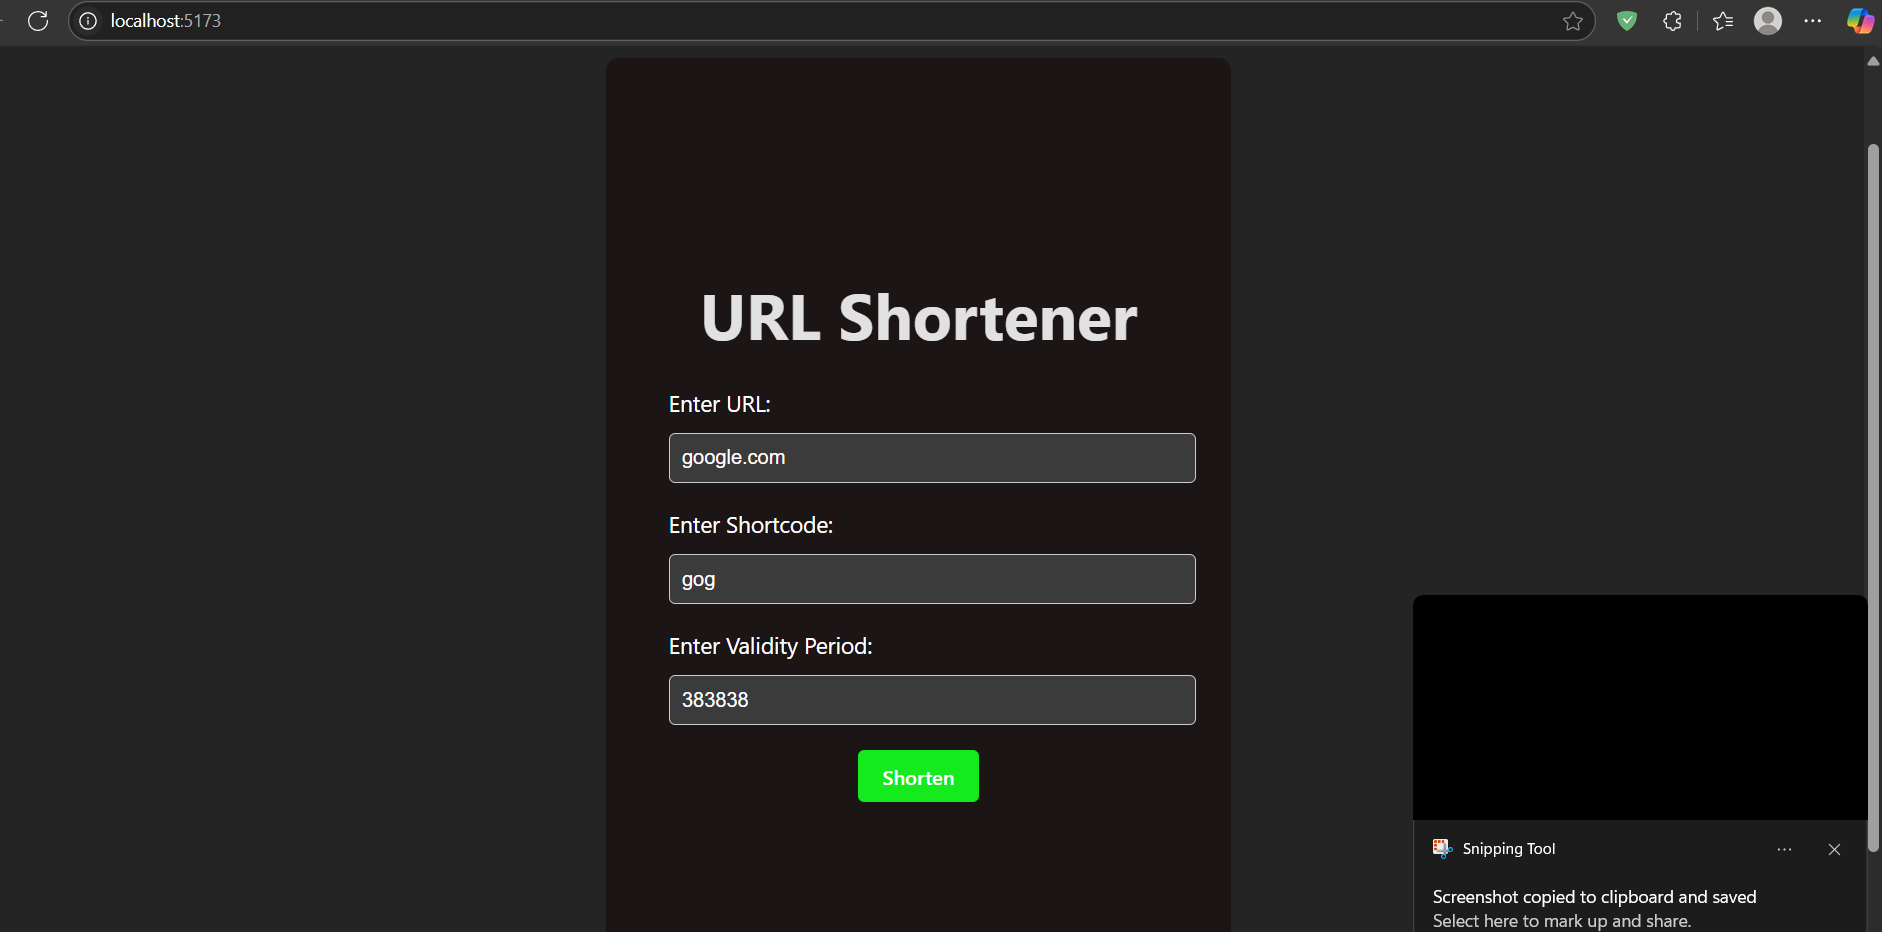 localhost:5173
URL Shortener
Enter URL:
google.com
Enter Shortcode:
gog
Enter Validity Period:
383838
Shorten
Snipping Tool
Screenshot copied to clipboard and saved
Select here to mark up and share.